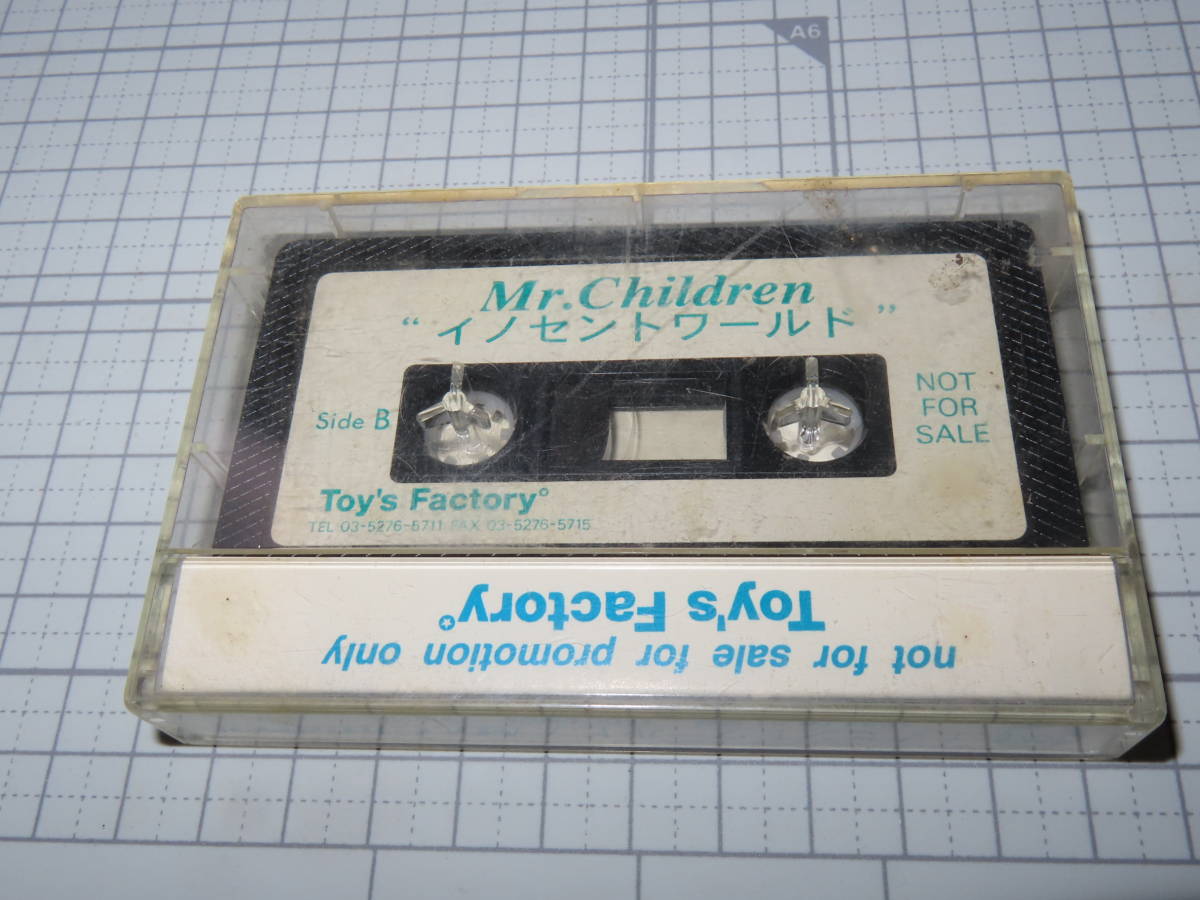 A6
Mr.Children
“イノセントワールド”
Side B
NOT
FOR
SALE
Toy's Factory°
TEL 03-5276-5711 FAX 03-5276-5715
not for sale for promotion only
Toy's Factory*